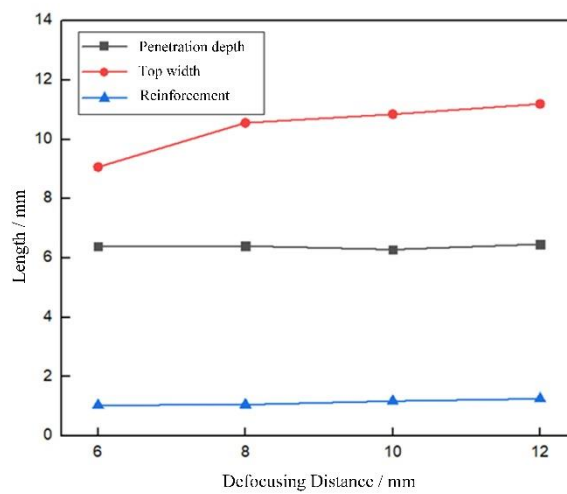 14
12
10
8
6
4
2
0
Length / mm
Penetration depth
Top width
Reinforcement
6
8
10
12
Defocusing Distance / mm